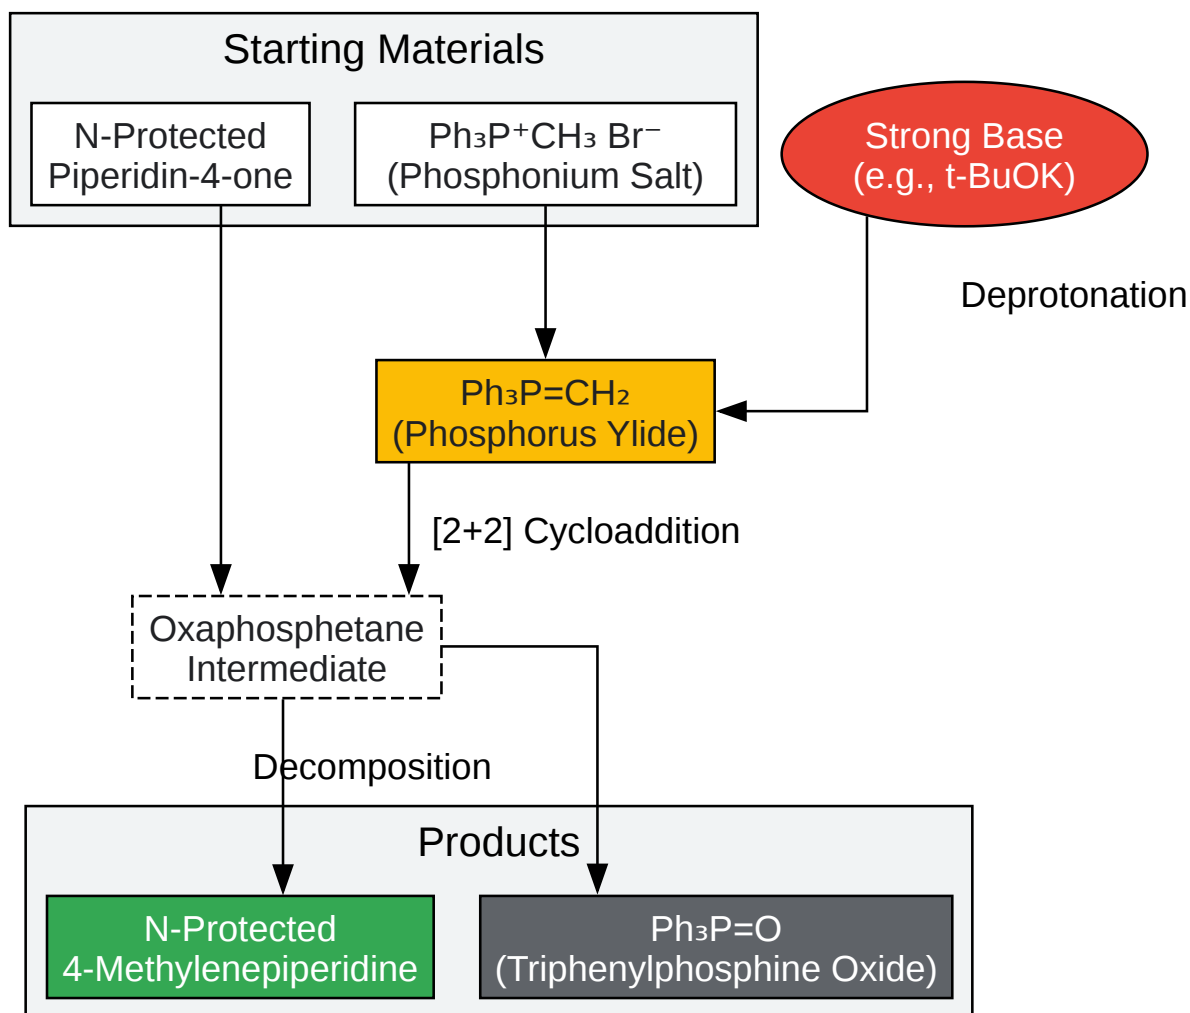 Starting Materials
N-Protected
Piperidin-4-one
Ph₃P⁺CH₃ Br⁻
(Phosphonium Salt)
Strong Base
(e.g., t-BuOK)
Deprotonation
Ph₃P=CH₂
(Phosphorus Ylide)
[2+2] Cycloaddition
Oxaphosphetane
Intermediate
Decomposition
Products
N-Protected
4-Methylenepiperidine
Ph₃P=O
(Triphenylphosphine Oxide)